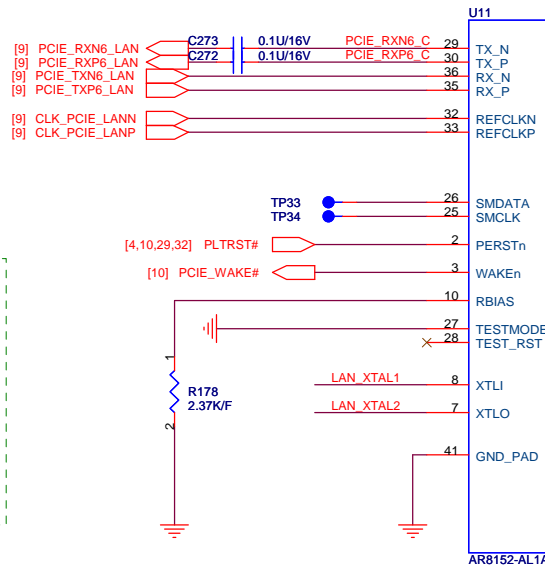 U11
[9] PCIE_RXN6_LAN C273 0.1U/16V PCIE_RXN6_C 29 TX_N
[9] PCIE_RXP6_LAN C272 0.1U/16V PCIE_RXP6_C 30 TX_P
[9] PCIE_TXN6_LAN 36 RX_N
[9] PCIE_TXP6_LAN 35 RX_P
[9] CLK_PCIE_LANN 32 REFCLKN
[9] CLK_PCIE_LANP 33 REFCLKP
TP33 26 SMDATA
TP34 25 SMCLK
[4,10,29,32] PLTRST# 2 PERSTn
[10] PCIE_WAKE# 3 WAKEn
10 RBIAS
27 TESTMODE
28 TEST_RST
1
LAN_XTAL1 8 XTLI
R178
2.37K/F
LAN_XTAL2 7 XTLO
2
41 GND_PAD
AR8152-AL1A